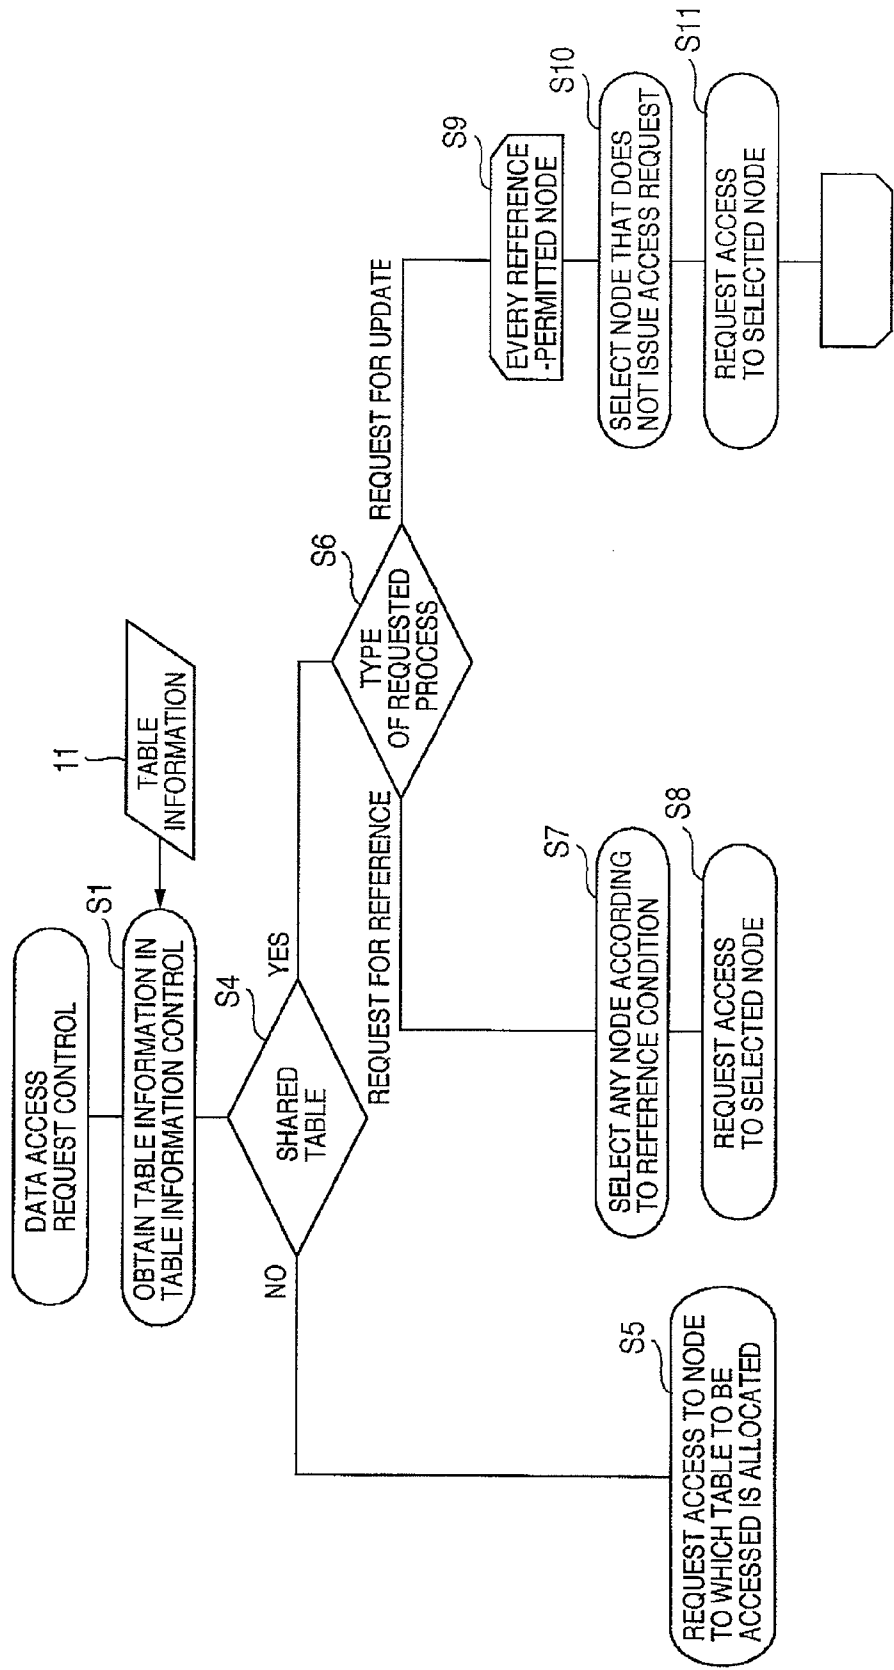 DATA ACCESS
REQUEST CONTROL
S1
OBTAIN TABLE INFORMATION IN
TABLE INFORMATION CONTROL
11
TABLE
INFORMATION
S4
SHARED
TABLE
NO
YES
S5
REQUEST ACCESS TO NODE
TO WHICH TABLE TO BE
ACCESSED IS ALLOCATED
S6
TYPE
OF REQUESTED
PROCESS
REQUEST FOR REFERENCE
REQUEST FOR UPDATE
S7
SELECT ANY NODE ACCORDING
TO REFERENCE CONDITION
S8
REQUEST ACCESS
TO SELECTED NODE
S9
EVERY REFERENCE
-PERMITTED NODE
S10
SELECT NODE THAT DOES
NOT ISSUE ACCESS REQUEST
S11
REQUEST ACCESS
TO SELECTED NODE